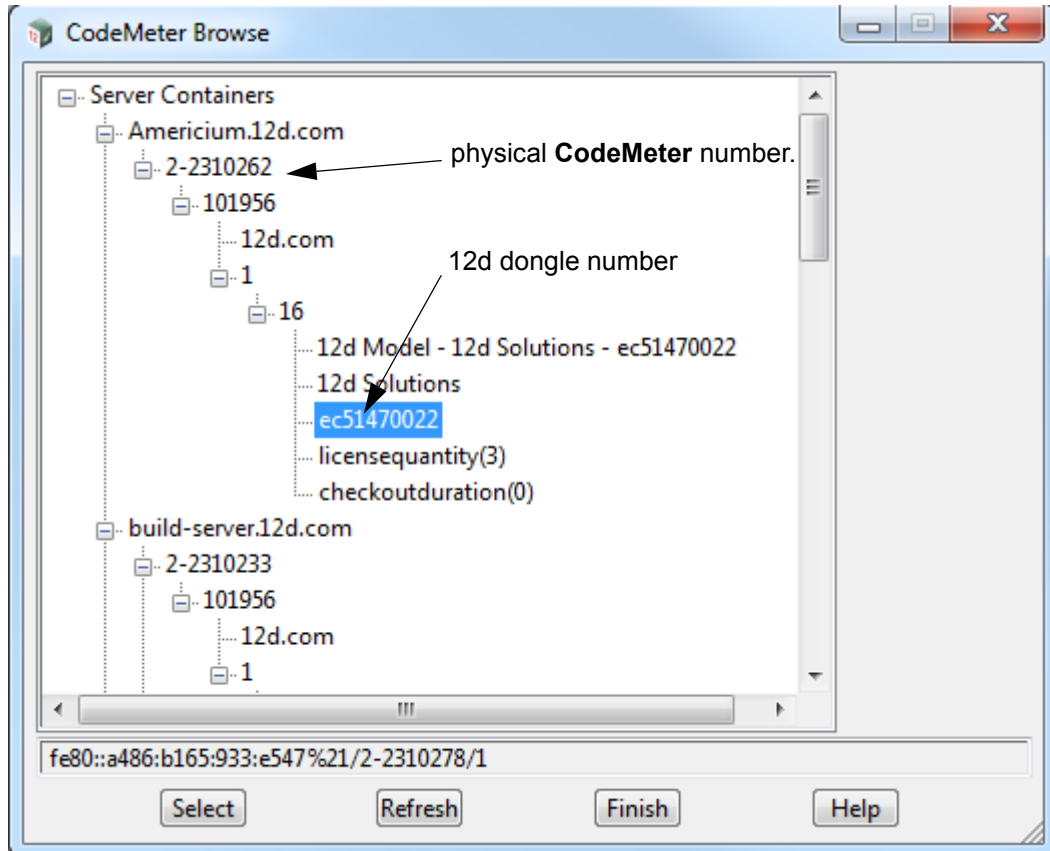 CodeMeter Browse
Server Containers
Americium.12d.com
2-2310262
physical CodeMeter number.
101956
12d.com
12d dongle number
1
16
12d Model - 12d Solutions - ec51470022
12d Solutions
ec51470022
licensequantity(3)
checkoutduration(0)
build-server.12d.com
2-2310233
101956
12d.com
1
fe80::a486:b165:933:e547%21/2-2310278/1
Select Refresh Finish Help